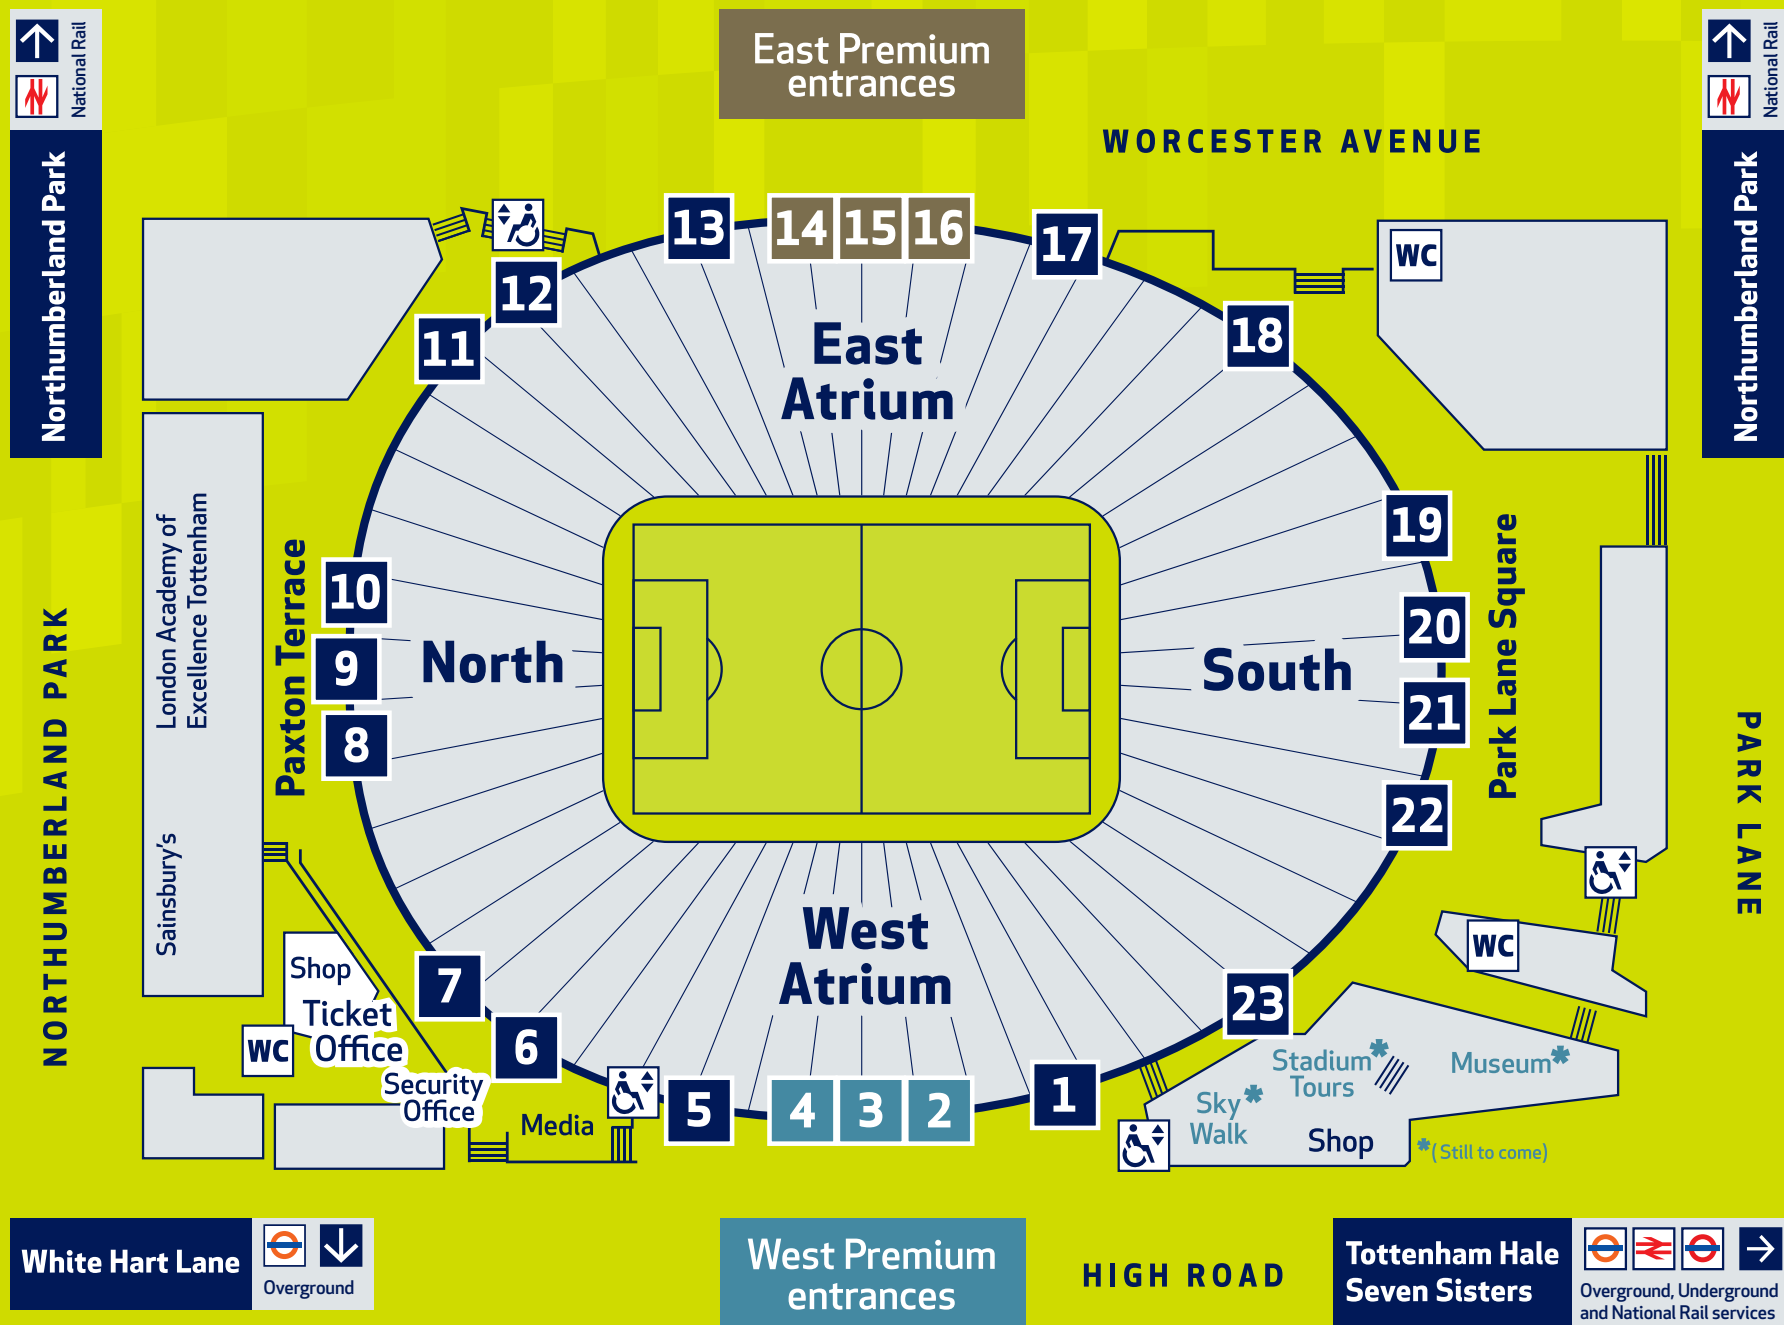 East Premium
entrances
National Rail
Northumberland Park
National Rail
Northumberland Park
WORCESTER AVENUE
13
14
15
16
17
12
11
18
WC
East
Atrium
19
10
20
9
North
South
21
8
22
London Academy of
Excellence Tottenham
Sainsbury's
Paxton Terrace
Park Lane Square
NORTHUMBERLAND PARK
PARK LANE
West
Atrium
WC
Shop
Ticket
Office
WC
7
6
23
Security
Office
Media
5
4
3
2
1
Stadium*
Tours
Museum*
Sky*
Walk
Shop
*(Still to come)
White Hart Lane
Overground
West Premium
entrances
HIGH ROAD
Tottenham Hale
Seven Sisters
Overground, Underground
and National Rail services